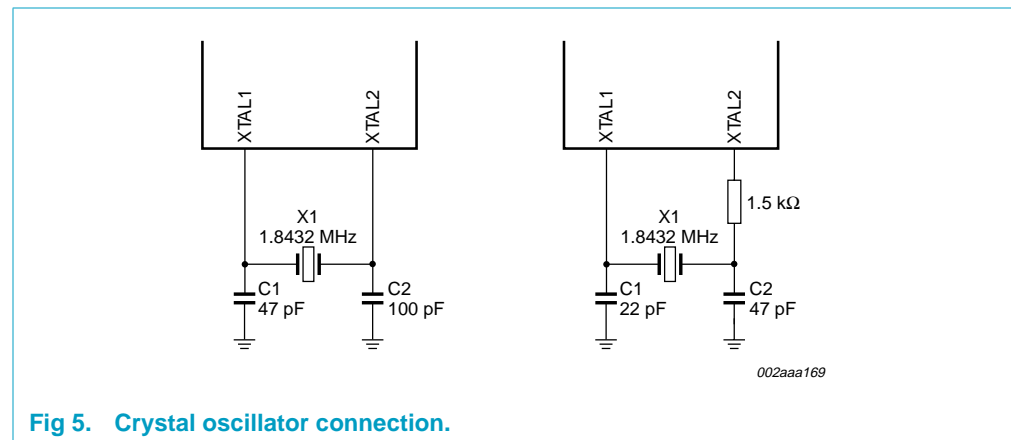 XTAL1
XTAL2
X1
1.8432 MHz
C1
47 pF
C2
100 pF
XTAL1
XTAL2
1.5 kΩ
X1
1.8432 MHz
C1
22 pF
C2
47 pF
002aaa169
Fig 5. Crystal oscillator connection.